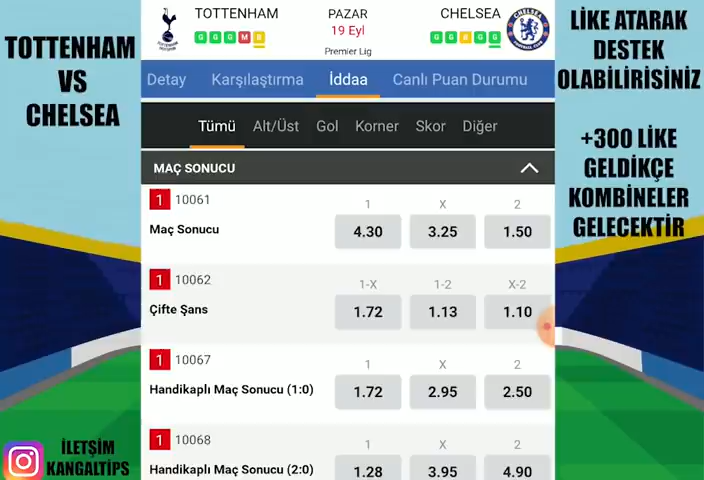 TOTTENHAM
VS
CHELSEA
TOTTENHAM
G G G M B
PAZAR
19 Eyl
Premier Lig
CHELSEA
G G B G G
Detay Karşılaştırma İddaa Canlı Puan Durumu
Tümü Alt/Üst Gol Korner Skor Diğer
MAÇ SONUCU
1 10061 1 X 2
Maç Sonucu 4.30 3.25 1.50
1 10062 1-X 1-2 X-2
Çifte Şans 1.72 1.13 1.10
1 10067 1 X 2
Handikaplı Maç Sonucu (1:0) 1.72 2.95 2.50
1 10068 1 X 2
Handikaplı Maç Sonucu (2:0) 1.28 3.95 4.90
LİKE ATARAK
DESTEK
OLABİLİRİSİNİZ
+300 LİKE
GELDİKÇE
KOMBİNELER
GELECEKTİR
İLETŞİM
KANGALTİPS